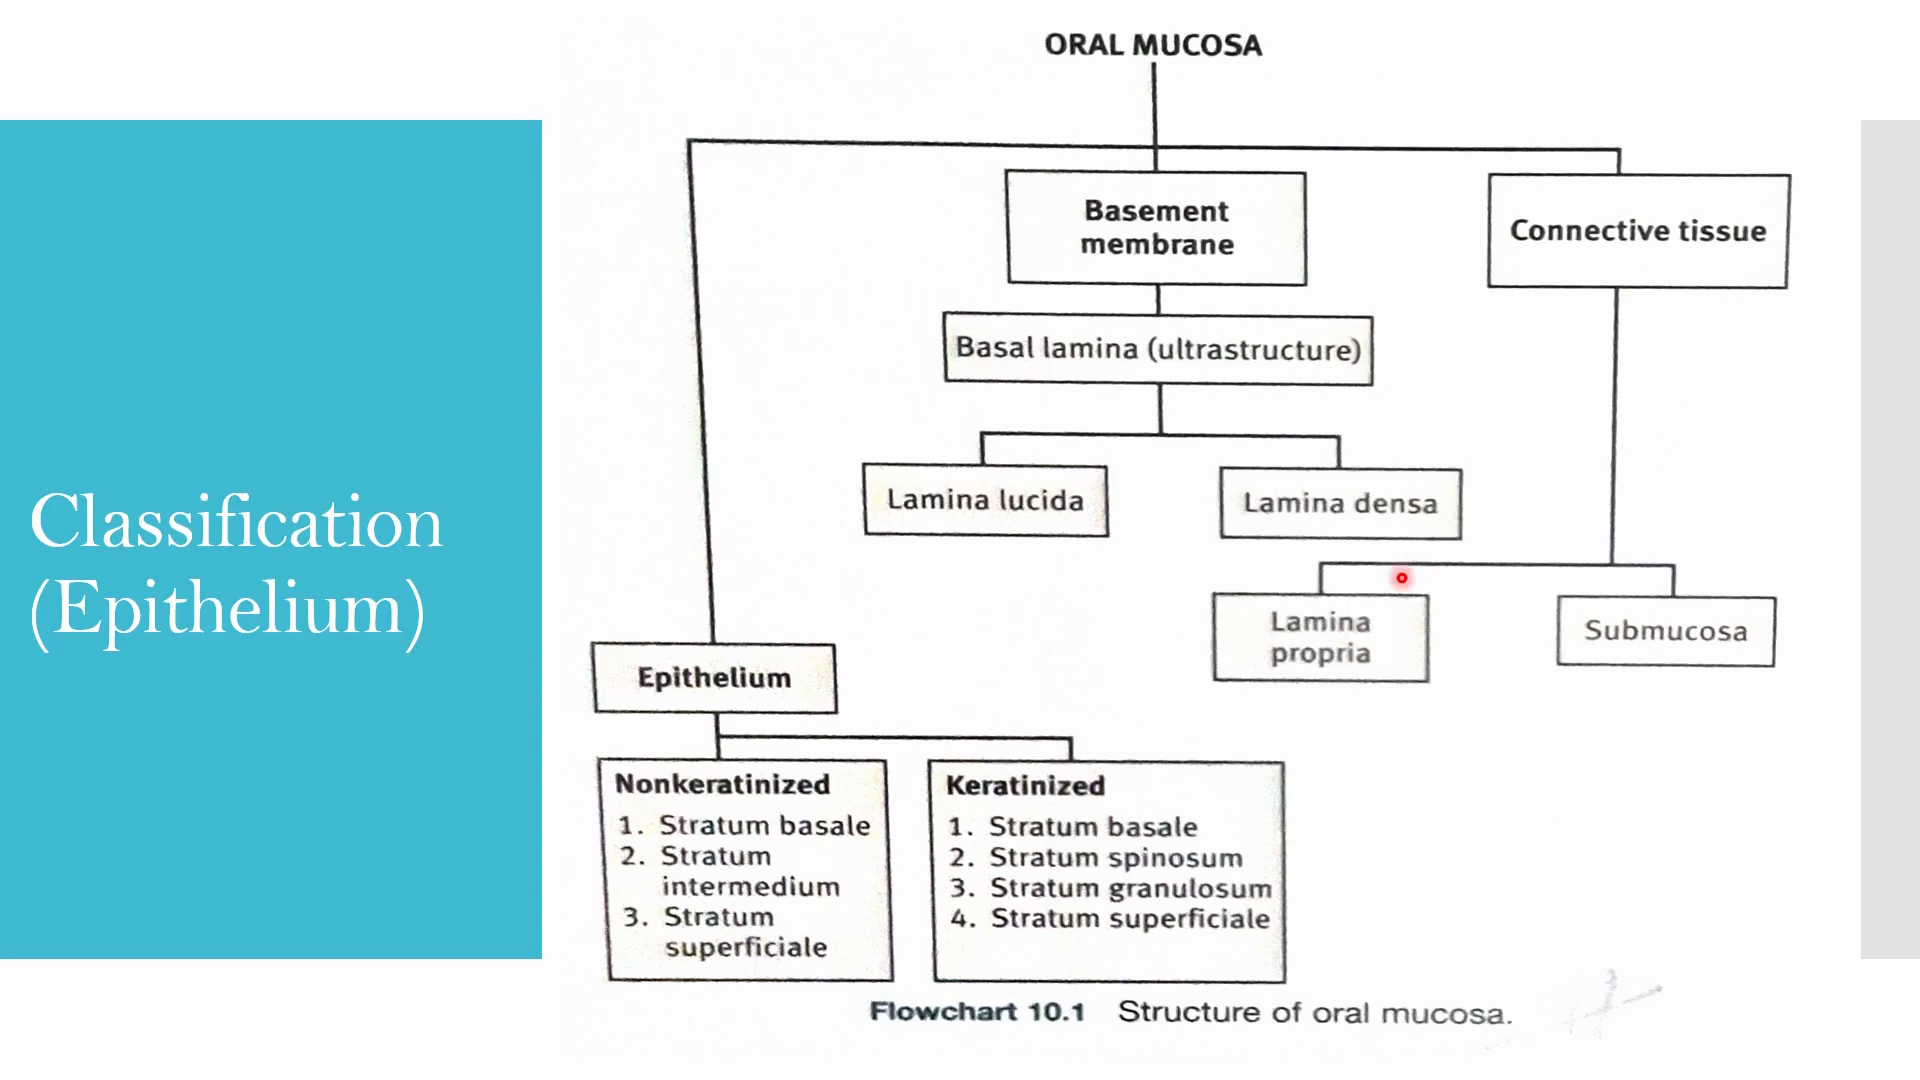 Classification
(Epithelium)
ORAL MUCOSA
Basement
membrane
Connective tissue
Basal lamina (ultrastructure)
Lamina lucida
Lamina densa
Lamina
propria
Submucosa
Epithelium
Nonkeratinized
1. Stratum basale
2. Stratum
intermedium
3. Stratum
superficiale
Keratinized
1. Stratum basale
2. Stratum spinosum
3. Stratum granulosum
4. Stratum superficiale
Flowchart 10.1 Structure of oral mucosa.